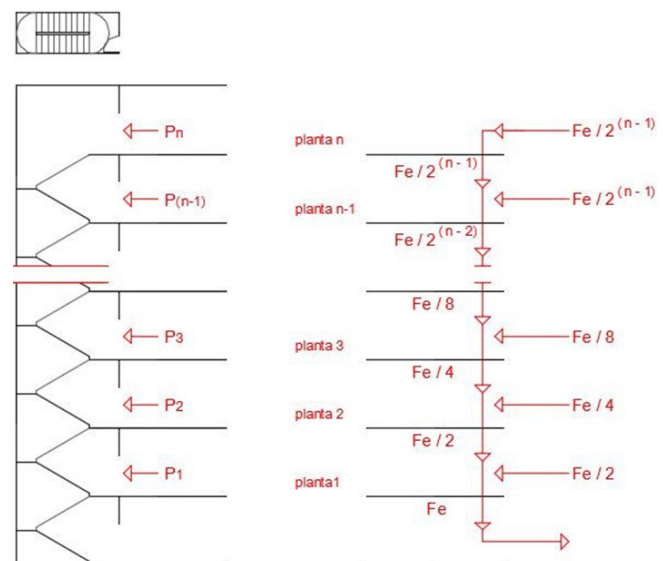 Pn
planta n
Fe / 2^(n - 1)
Fe / 2^(n - 1)
P(n-1)
planta n-1
Fe / 2^(n - 1)
Fe / 2^(n - 2)
Fe / 8
P3
planta 3
Fe / 8
Fe / 4
P2
planta 2
Fe / 4
Fe / 2
P1
planta1
Fe / 2
Fe